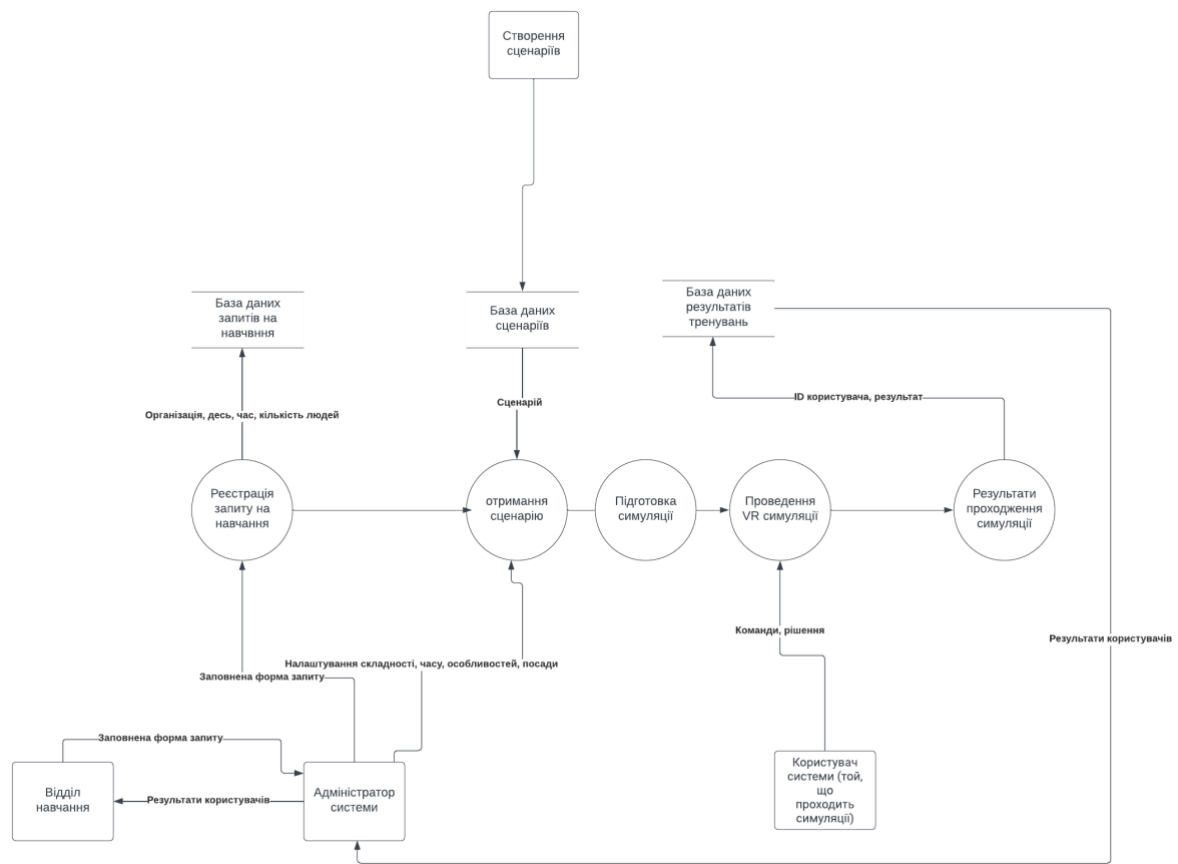 Створення
сценаріїв
База даних
запитів на
навчвння
База даних
сценаріїв
База даних
результатів
тренувань
ID користувача, результат
Сценарій
Організація, десь, час, кількість людей
Реєстрація
запиту на
навчання
отримання
сценарію
Підготовка
симуляції
Проведення
VR симуляції
Результати
проходження
симуляції
Команди, рішення
Результати користувачів
Налаштування складності, часу, особливостей, посади
Заповнена форма запиту
Заповнена форма запиту
Відділ
навчання
Результати користувачів
Адміністратор
системи
Користувач
системи (той,
що
проходить
симуляції)